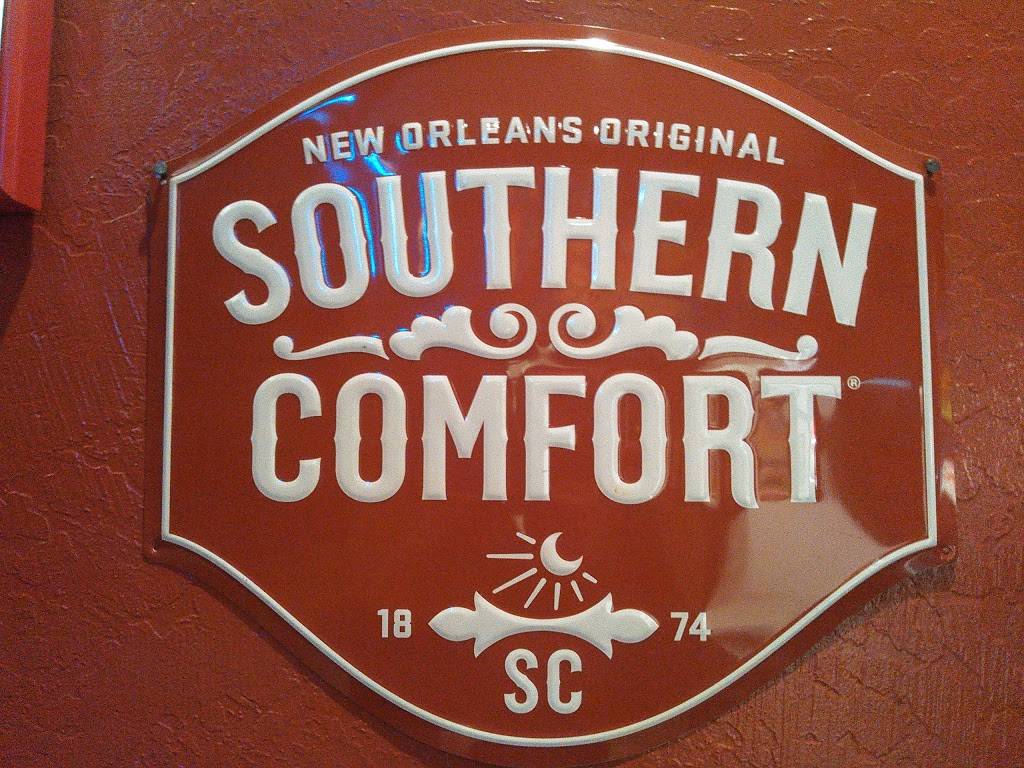 NEW ORLEANS ORIGINAL
SOUTHERN
COMFORT®
18 74
SC